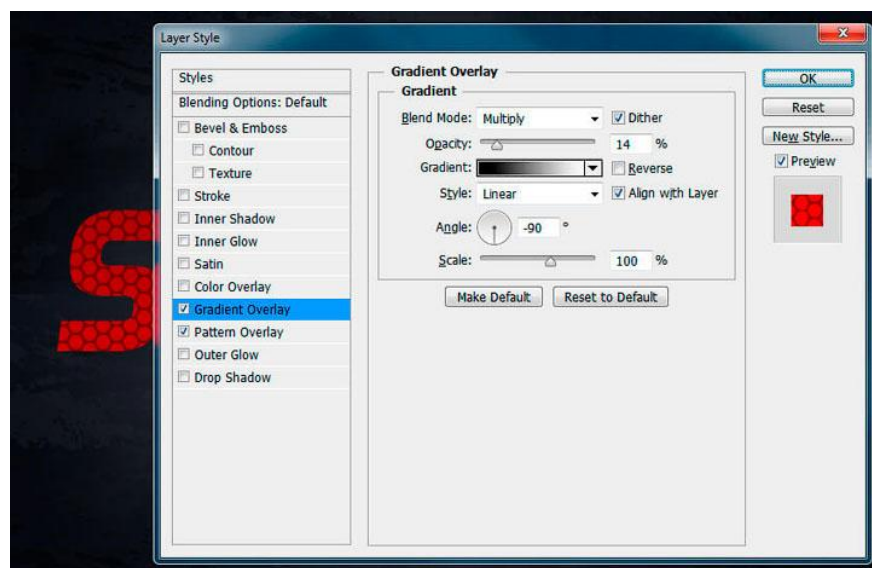 Layer Style
Styles
Blending Options: Default
Bevel & Emboss
Contour
Texture
Stroke
Inner Shadow
Inner Glow
Satin
Color Overlay
Gradient Overlay
Pattern Overlay
Outer Glow
Drop Shadow
Gradient Overlay
Gradient
Blend Mode: Multiply Dither
Opacity: 14 %
Gradient: Reverse
Style: Linear Align with Layer
Angle: -90 °
Scale: 100 %
Make Default Reset to Default
OK
Reset
New Style...
Preview
S